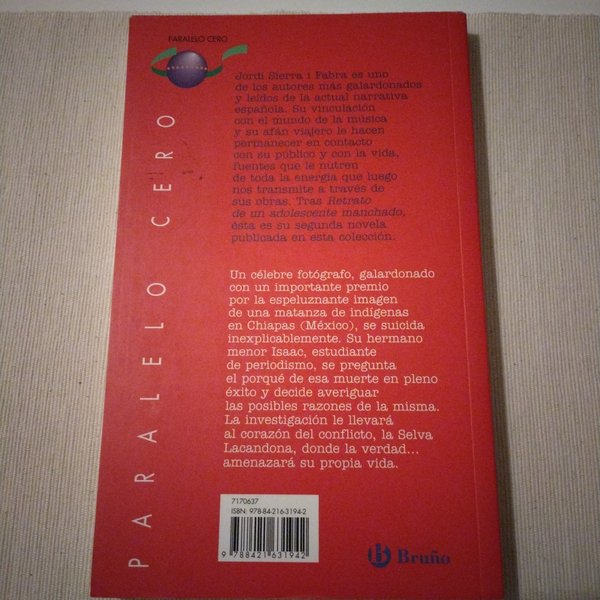 PARALELO CERO
PARALELO CERO
Jordi Sierra i Fabra es uno
de los autores más galardonados
y leídos de la actual narrativa
española. Su vinculación
con el mundo de la música
y su afán viajero le hacen
permanecer en contacto
con su público y con la vida,
fuentes que le nutren
de toda la energía que luego
nos transmite a través de
sus obras. Tras Retrato
de un adolescente manchado,
ésta es su segunda novela
publicada en esta colección.
Un célebre fotógrafo, galardonado
con un importante premio
por la espeluznante imagen
de una matanza de indígenas
en Chiapas (México), se suicida
inexplicablemente. Su hermano
menor Isaac, estudiante
de periodismo, se pregunta
el porqué de esa muerte en pleno
éxito y decide averiguar
las posibles razones de la misma.
La investigación le llevará
al corazón del conflicto, la Selva
Lacandona, donde la verdad...
amenazará su propia vida.
7170637
ISBN: 978-84-216-3194-2
9 788421 631942
Bruño